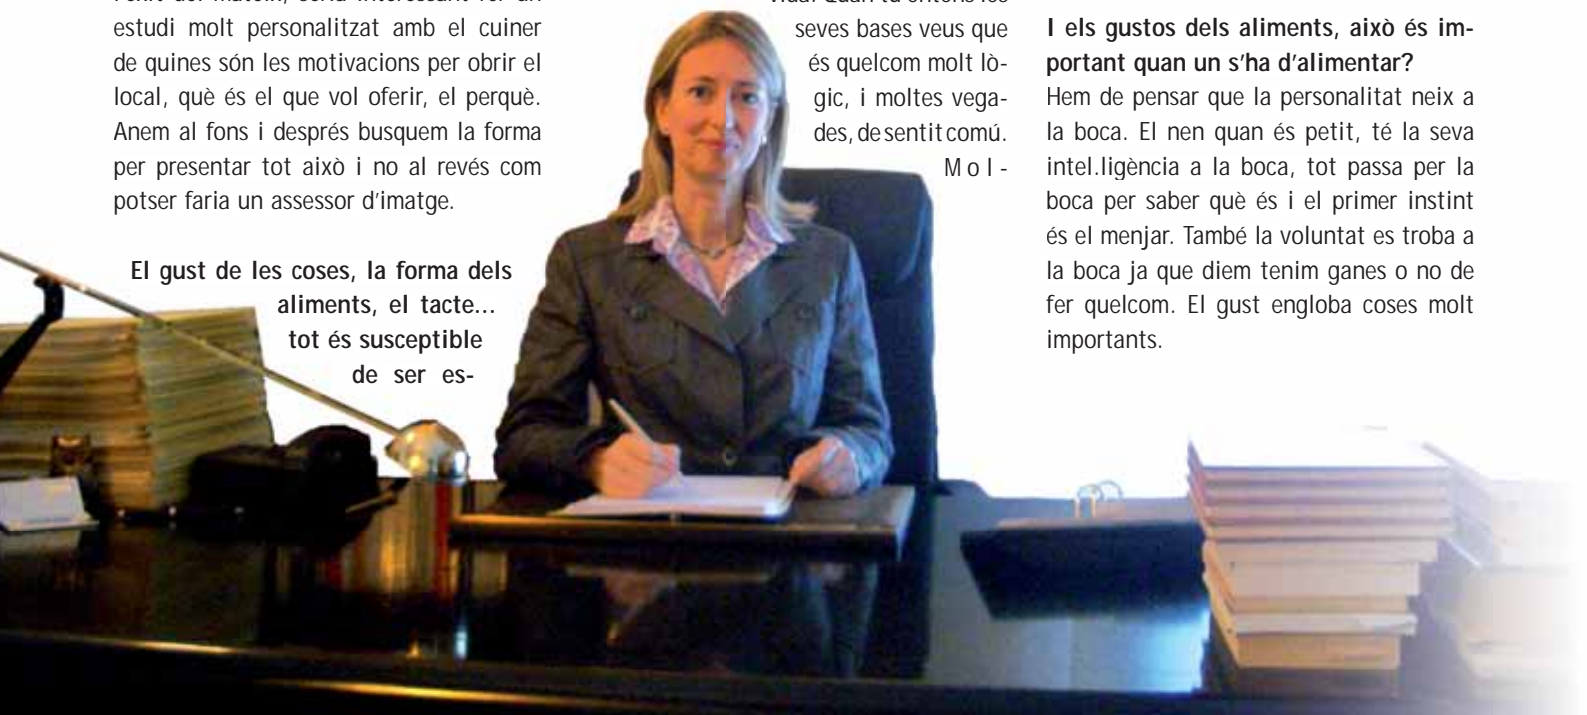 estudi molt personalitzat amb el cuiner
de quines són les motivacions per obrir el
local, què és el que vol oferir, el perquè.
Anem al fons i després busquem la forma
per presentar tot això i no al revés com
potser faria un assessor d'imatge.
El gust de les coses, la forma dels
aliments, el tacte...
tot és susceptible
de ser es-
seves bases veus que
és quelcom molt lò-
gic, i moltes vega-
des, de sentit comú.
Mol-
I els gustos dels aliments, això és im-
portant quan un s'ha d'alimentar?
Hem de pensar que la personalitat neix a
la boca. El nen quan és petit, té la seva
intel.ligència a la boca, tot passa per la
boca per saber què és i el primer instint
és el menjar. També la voluntat es troba a
la boca ja que diem tenim ganes o no de
fer quelcom. El gust engloba coses molt
importants.